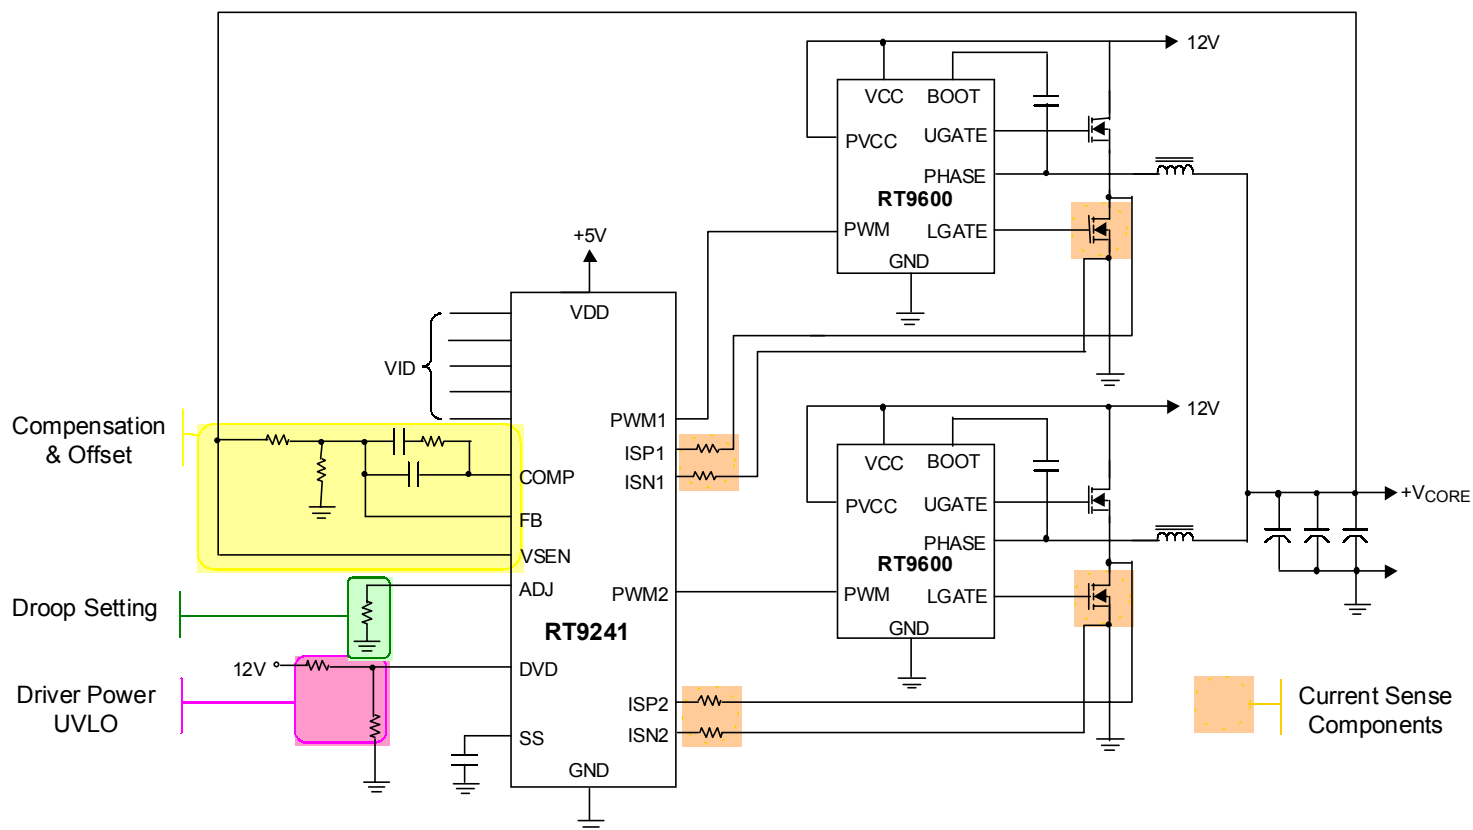 12V
VCC
BOOT
UGATE
PVCC
PHASE
RT9600
PWM
LGATE
GND
+5V
VDD
VID
Compensation
& Offset
PWM1
ISP1
ISN1
COMP
FB
VSEN
ADJ
Droop Setting
PWM2
RT9241
12V
DVD
Driver Power
UVLO
ISP2
ISN2
SS
GND
12V
VCC
BOOT
PVCC
UGATE
PHASE
RT9600
PWM
LGATE
GND
+VCORE
Current Sense
Components